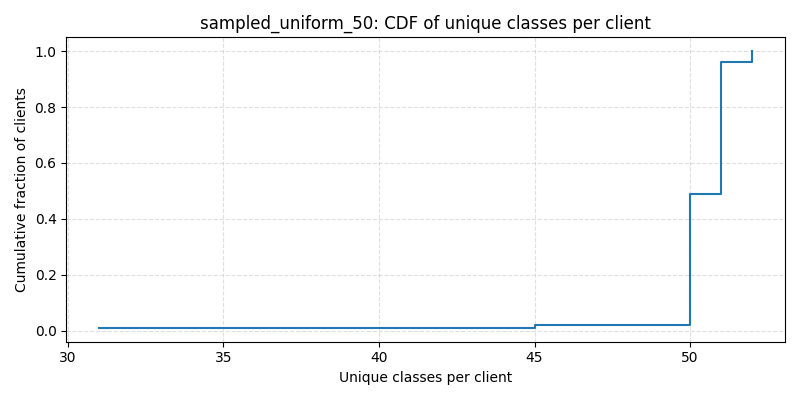 sampled_uniform_50: CDF of unique classes per client
Cumulative fraction of clients
1.0
0.8
0.6
0.4
0.2
0.0
30 35 40 45 50
Unique classes per client